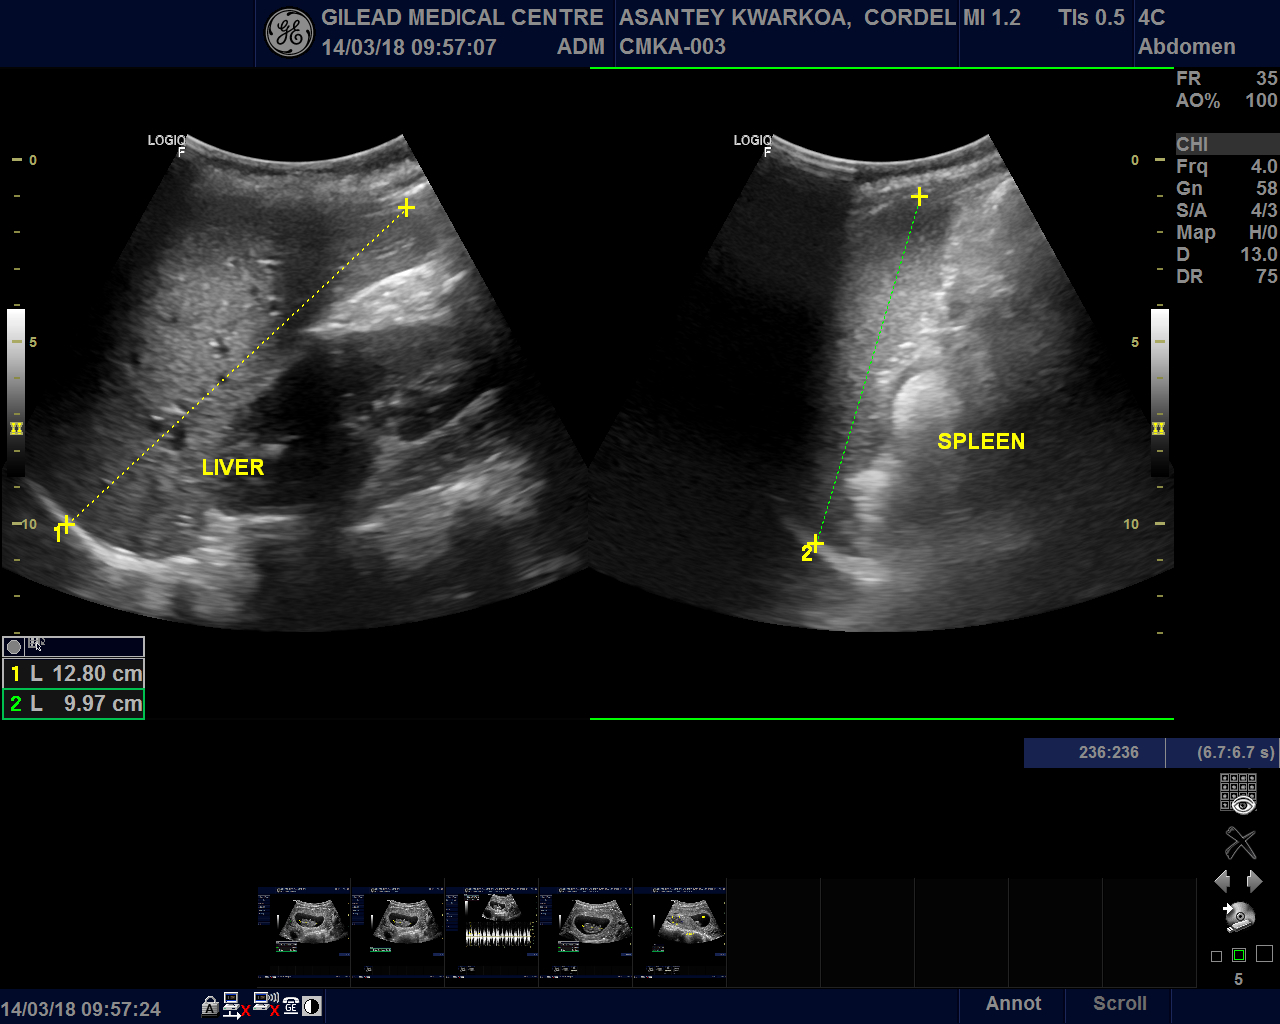 GILEAD MEDICAL CENTRE
14/03/18 09:57:07 ADM
ASANTEY KWARKOA, CORDEL
CMKA-003
MI 1.2 TIs 0.5
4C
Abdomen
FR 35
AO% 100
CHI
Frq 4.0
Gn 58
S/A 4/3
Map H/0
D 13.0
DR 75
LOGIQ
F
0
5
10
LIVER
1
LOGIQ
F
0
5
10
SPLEEN
2
1 L 12.80 cm
2 L 9.97 cm
236:236 (6.7:6.7 s)
5
14/03/18 09:57:24
Annot
Scroll